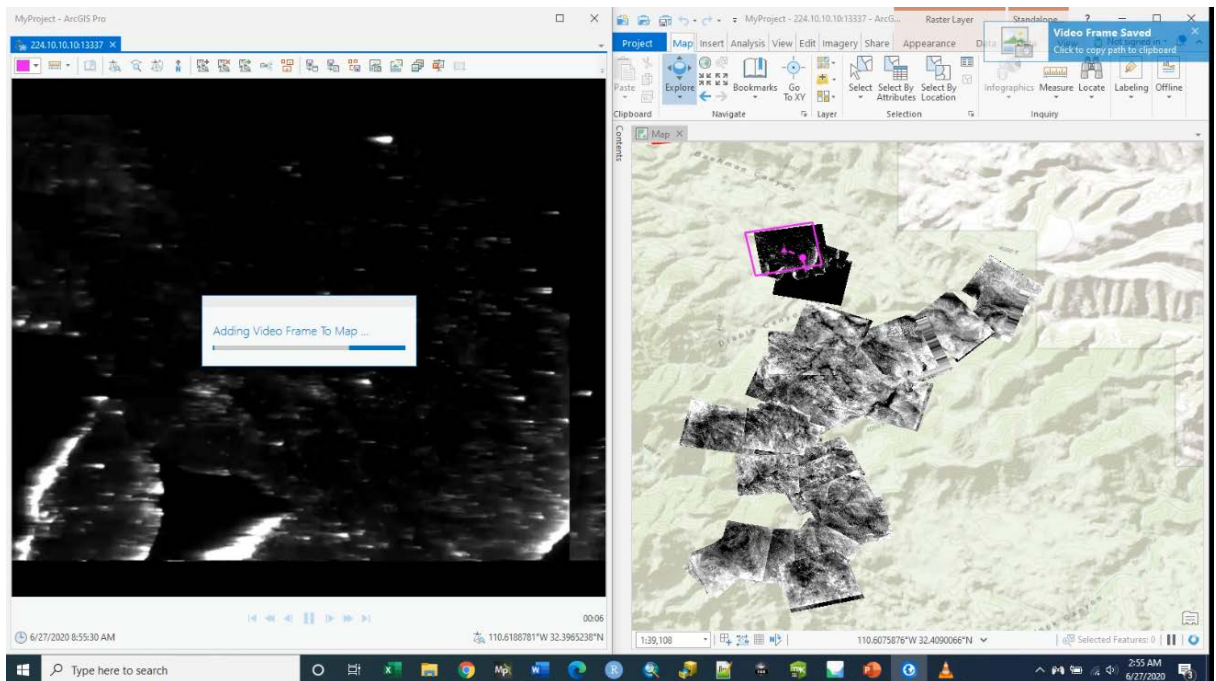 MyProject - ArcGIS Pro
224.10.10.10:13337
Adding Video Frame To Map ...
00:06
6/27/2020 8:55:30 AM
110.6188781°W 32.3965238°N
MyProject - 224.10.10.10:13337 - ArcG...
Raster Layer
Standalone
Video Frame Saved
Click to copy path to clipboard
Project
Map
Insert
Analysis
View
Edit
Imagery
Share
Appearance
Paste
Explore
Bookmarks
Go
To XY
Select
Select By
Attributes
Select By
Location
Infographics
Measure
Locate
Labeling
Offline
Clipboard
Navigate
Layer
Selection
Inquiry
Contents
Map
Canyon
1:39,108
110.6075876°W 32.4090066°N
Selected Features: 0
Type here to search
2:55 AM
6/27/2020